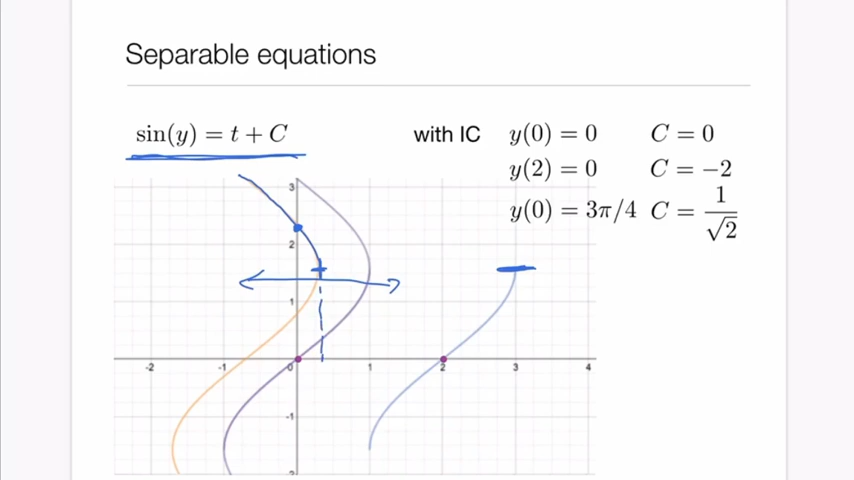 Separable equations
sin(y) = t + C
with IC y(0) = 0 C = 0
y(2) = 0 C = −2
y(0) = 3π/4 C = 1/√2
3
2
1
-2 -1 0 1 2 3 4
-1
-2